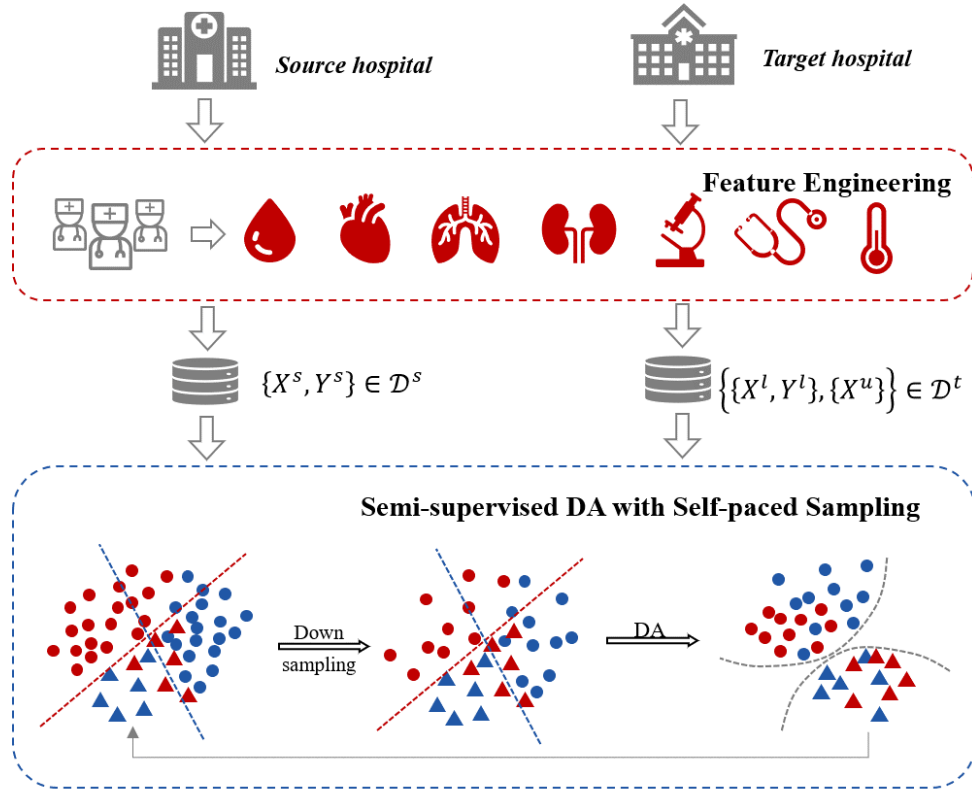 Source hospital
Target hospital
Feature Engineering
{X^s, Y^s} ∈ 𝒟^s
{{X^l, Y^l}, {X^u}} ∈ 𝒟^t
Semi-supervised DA with Self-paced Sampling
Down
sampling
DA